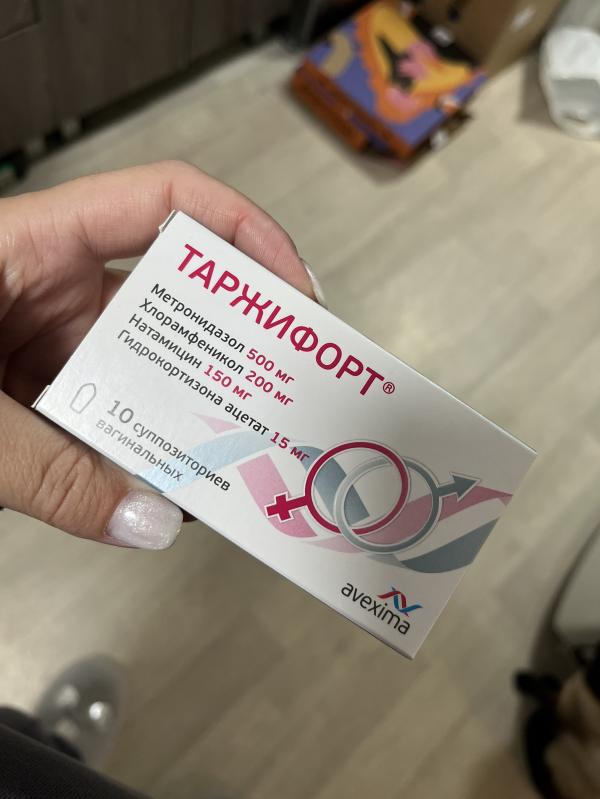 ТАРЖИФОРТ®
Метронидазол 500 мг
Хлорамфеникол 200 мг
Натамицин 150 мг
Гидрокортизона ацетат 15 мг
10 суппозиториев
вагинальных
avexima